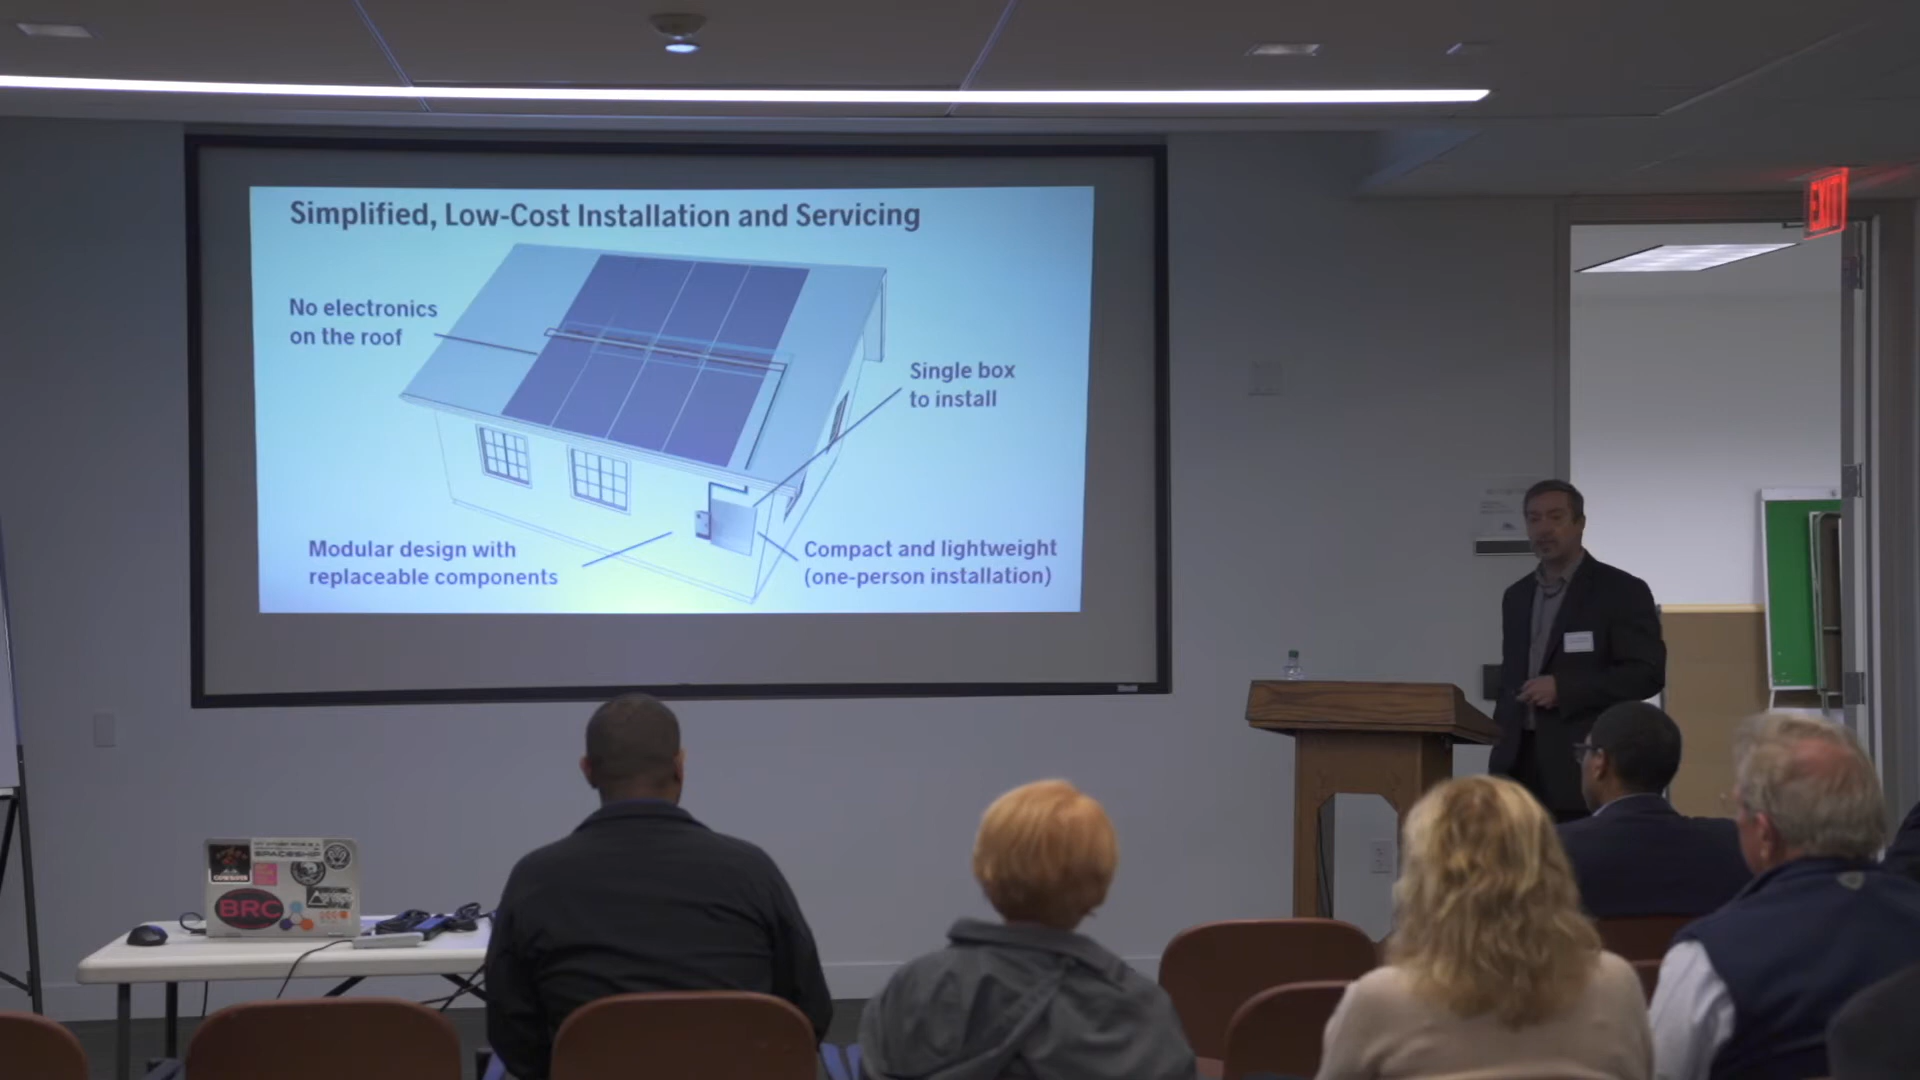 Simplified, Low-Cost Installation and Servicing
No electronics
on the roof
Single box
to install
Modular design with
replaceable components
Compact and lightweight
(one-person installation)
EXIT
SPACESHIP
BRC